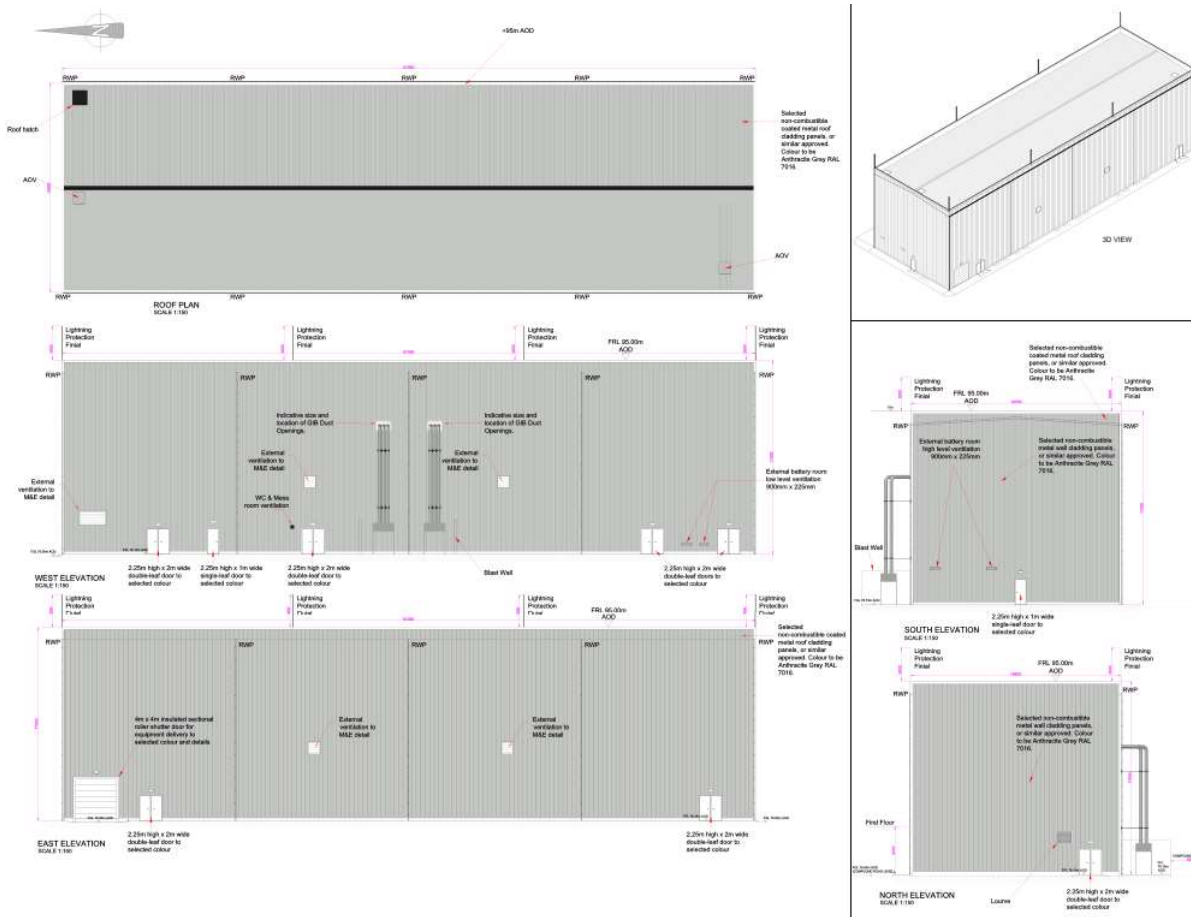 N
+95m AOD
RWP
RWP
RWP
RWP
RWP
Roof hatch
AOV
Selected
non-combustible
coated metal roof
cladding panels, or
similar approved.
Colour to be
Anthracite Grey RAL
7016.
AOV
RWP
RWP
RWP
RWP
RWP
ROOF PLAN
SCALE 1:150
3D VIEW
Lightning
Protection
Finial
Lightning
Protection
Finial
Lightning
Protection
Finial
FRL 95.00m
AOD
Lightning
Protection
Finial
RWP
RWP
RWP
RWP
RWP
Indicative size and
location of GIB Duct
Openings.
Indicative size and
location of GIB Duct
Openings.
External
ventilation to
M&E detail
External
ventilation to
M&E detail
External
ventilation to
M&E detail
WC & Mess
room ventilation
External battery room
low level ventilation
900mm x 225mm
2.25m high x 2m wide
double-leaf door to
selected colour
2.25m high x 1m wide
single-leaf door to
selected colour
2.25m high x 2m wide
double-leaf door to
selected colour
Blast Wall
2.25m high x 2m wide
double-leaf doors to
selected colour
WEST ELEVATION
SCALE 1:150
Lightning
Protection
Finial
Lightning
Protection
Finial
Lightning
Protection
Finial
FRL 95.00m
AOD
Lightning
Protection
Finial
RWP
RWP
RWP
RWP
RWP
Selected
non-combustible coated
metal roof cladding
panels, or similar
approved. Colour to be
Anthracite Grey RAL
7016.
4m x 4m insulated sectional
roller shutter door for
equipment delivery to
selected colour and details
External
ventilation to
M&E detail
External
ventilation to
M&E detail
2.25m high x 2m wide
double-leaf door to
selected colour
2.25m high x 2m wide
double-leaf door to
selected colour
EAST ELEVATION
SCALE 1:150
Selected non-combustible
coated metal roof cladding
panels, or similar approved.
Colour to be Anthracite
Grey RAL 7016.
Lightning
Protection
Finial
FRL 95.00m
AOD
Lightning
Protection
Finial
RWP
RWP
External battery room
high level ventilation
900mm x 225mm
Selected non-combustible
metal wall cladding panels,
or similar approved. Colour
to be Anthracite Grey RAL
7016.
Blast Wall
2.25m high x 1m wide
single-leaf door to
selected colour
SOUTH ELEVATION
SCALE 1:150
Lightning
Protection
Finial
FRL 95.00m
AOD
Lightning
Protection
Finial
RWP
RWP
Selected non-combustible
metal wall cladding panels,
or similar approved. Colour
to be Anthracite Grey RAL
7016.
First Floor
Louvre
2.25m high x 2m wide
double-leaf door to
selected colour
NORTH ELEVATION
SCALE 1:150